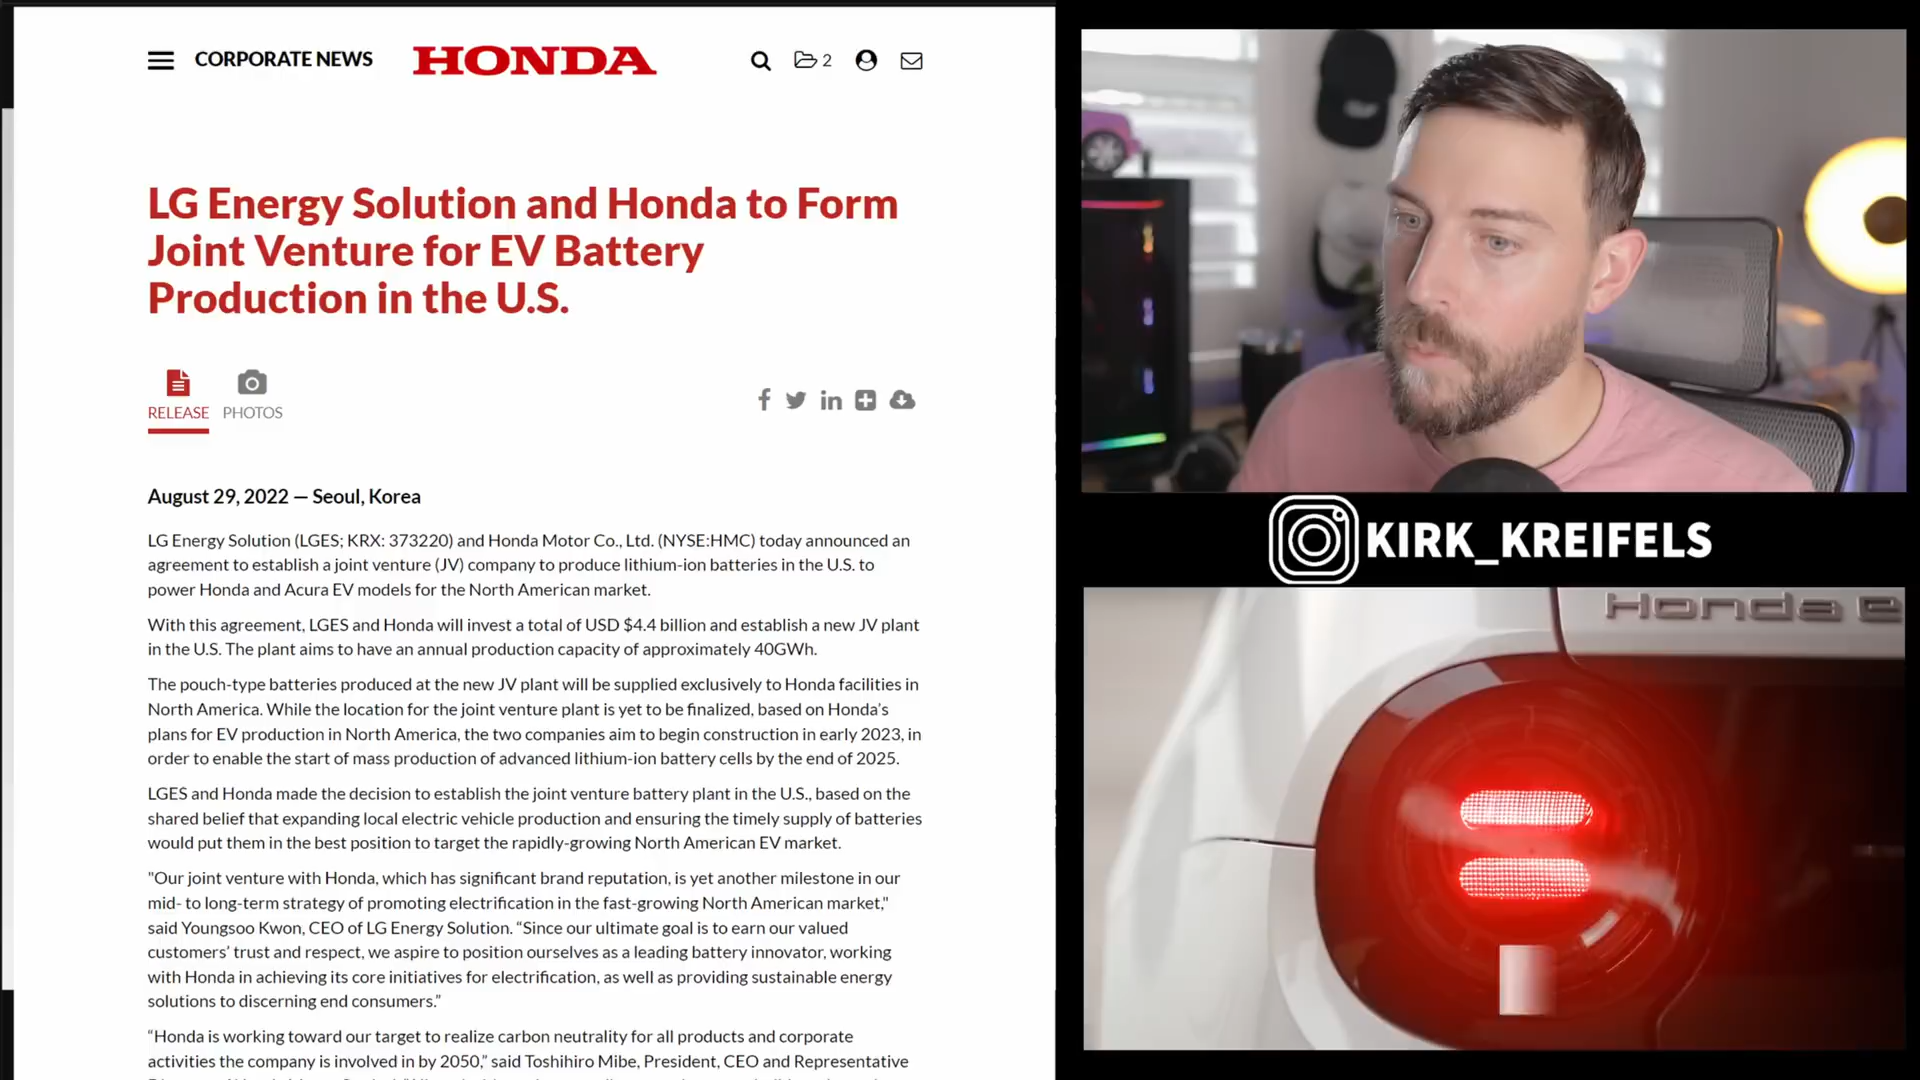 CORPORATE NEWS
HONDA
2
LG Energy Solution and Honda to Form
Joint Venture for EV Battery
Production in the U.S.
RELEASE
PHOTOS
August 29, 2022 — Seoul, Korea
LG Energy Solution (LGES; KRX: 373220) and Honda Motor Co., Ltd. (NYSE:HMC) today announced an
agreement to establish a joint venture (JV) company to produce lithium-ion batteries in the U.S. to
power Honda and Acura EV models for the North American market.
With this agreement, LGES and Honda will invest a total of USD $4.4 billion and establish a new JV plant
in the U.S. The plant aims to have an annual production capacity of approximately 40GWh.
The pouch-type batteries produced at the new JV plant will be supplied exclusively to Honda facilities in
North America. While the location for the joint venture plant is yet to be finalized, based on Honda’s
plans for EV production in North America, the two companies aim to begin construction in early 2023, in
order to enable the start of mass production of advanced lithium-ion battery cells by the end of 2025.
LGES and Honda made the decision to establish the joint venture battery plant in the U.S., based on the
shared belief that expanding local electric vehicle production and ensuring the timely supply of batteries
would put them in the best position to target the rapidly-growing North American EV market.
"Our joint venture with Honda, which has significant brand reputation, is yet another milestone in our
mid- to long-term strategy of promoting electrification in the fast-growing North American market,"
said Youngsoo Kwon, CEO of LG Energy Solution. “Since our ultimate goal is to earn our valued
customers’ trust and respect, we aspire to position ourselves as a leading battery innovator, working
with Honda in achieving its core initiatives for electrification, as well as providing sustainable energy
solutions to discerning end consumers.”
“Honda is working toward our target to realize carbon neutrality for all products and corporate
activities the company is involved in by 2050,” said Toshihiro Mibe, President, CEO and Representative
KIRK_KREIFELS
Honda e